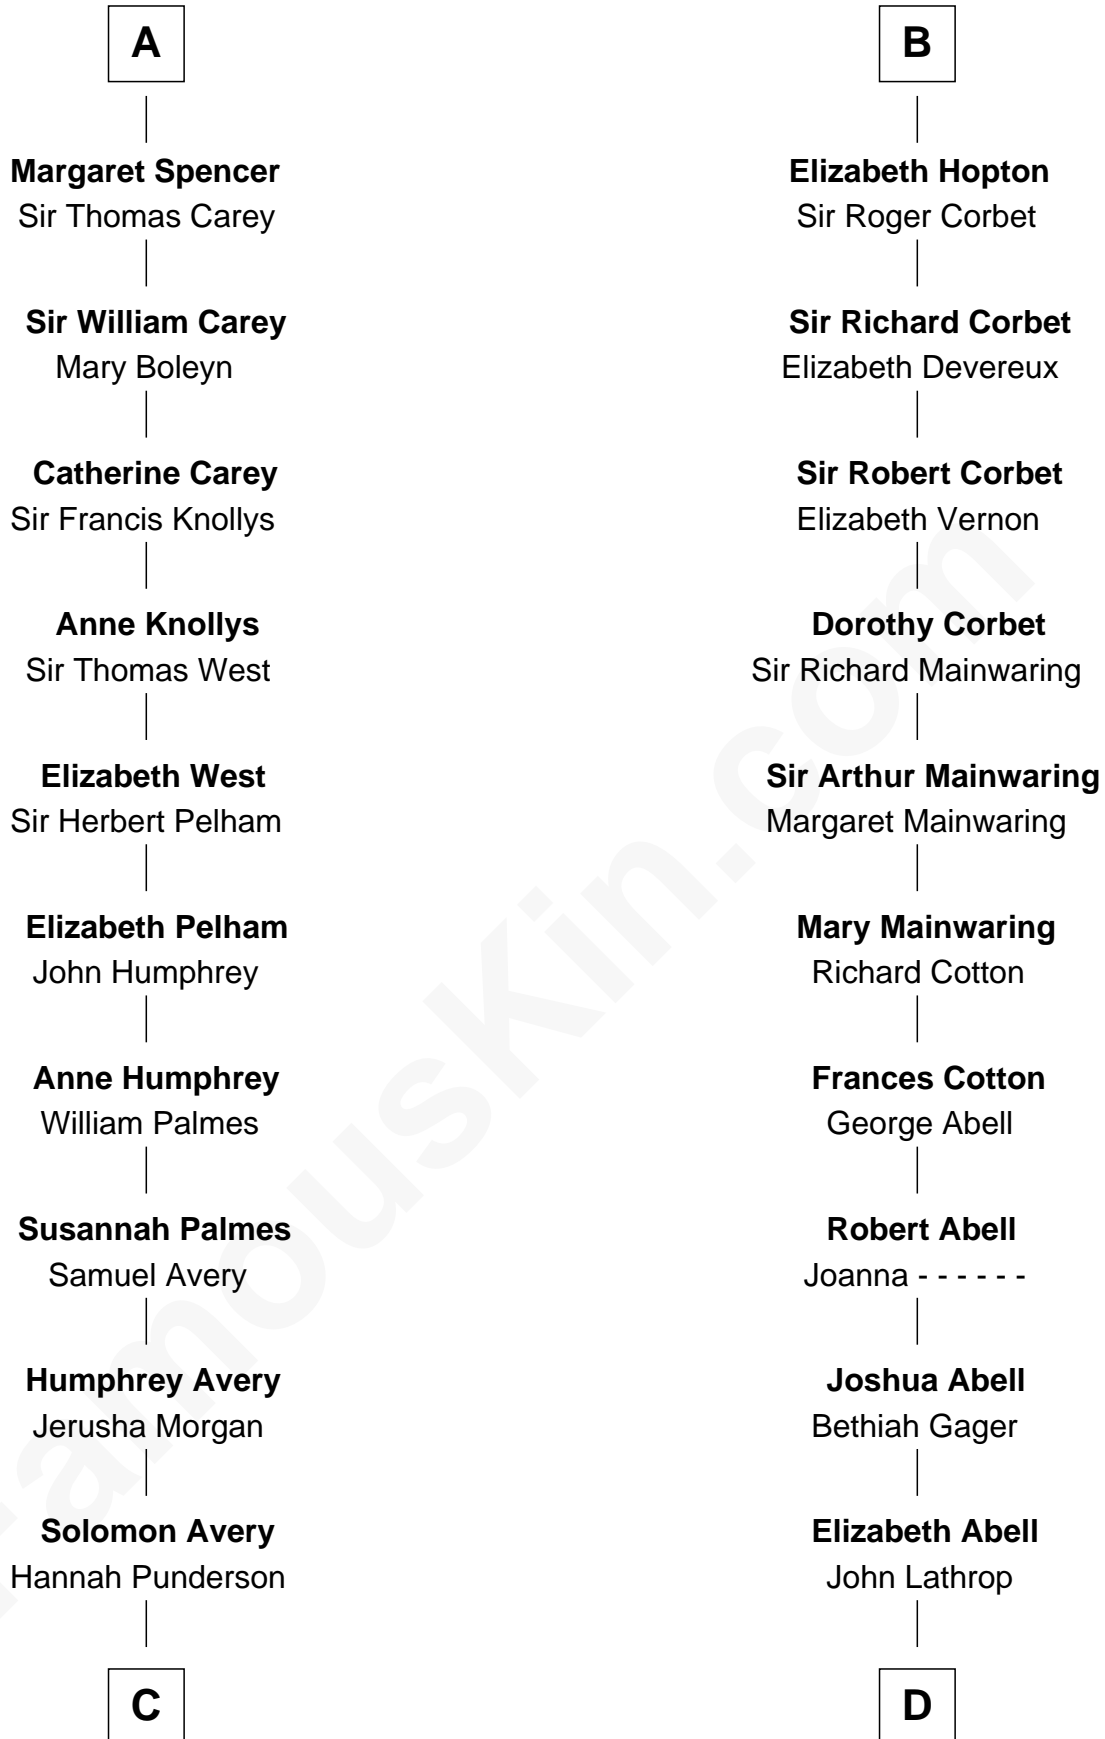 A
Margaret Spencer
Sir Thomas Carey
Sir William Carey
Mary Boleyn
Catherine Carey
Sir Francis Knollys
Anne Knollys
Sir Thomas West
Elizabeth West
Sir Herbert Pelham
Elizabeth Pelham
John Humphrey
Anne Humphrey
William Palmes
Susannah Palmes
Samuel Avery
Humphrey Avery
Jerusha Morgan
Solomon Avery
Hannah Punderson
C
B
Elizabeth Hopton
Sir Roger Corbet
Sir Richard Corbet
Elizabeth Devereux
Sir Robert Corbet
Elizabeth Vernon
Dorothy Corbet
Sir Richard Mainwaring
Sir Arthur Mainwaring
Margaret Mainwaring
Mary Mainwaring
Richard Cotton
Frances Cotton
George Abell
Robert Abell
Joanna - - - - - -
Joshua Abell
Bethiah Gager
Elizabeth Abell
John Lathrop
D
FamousKin.com